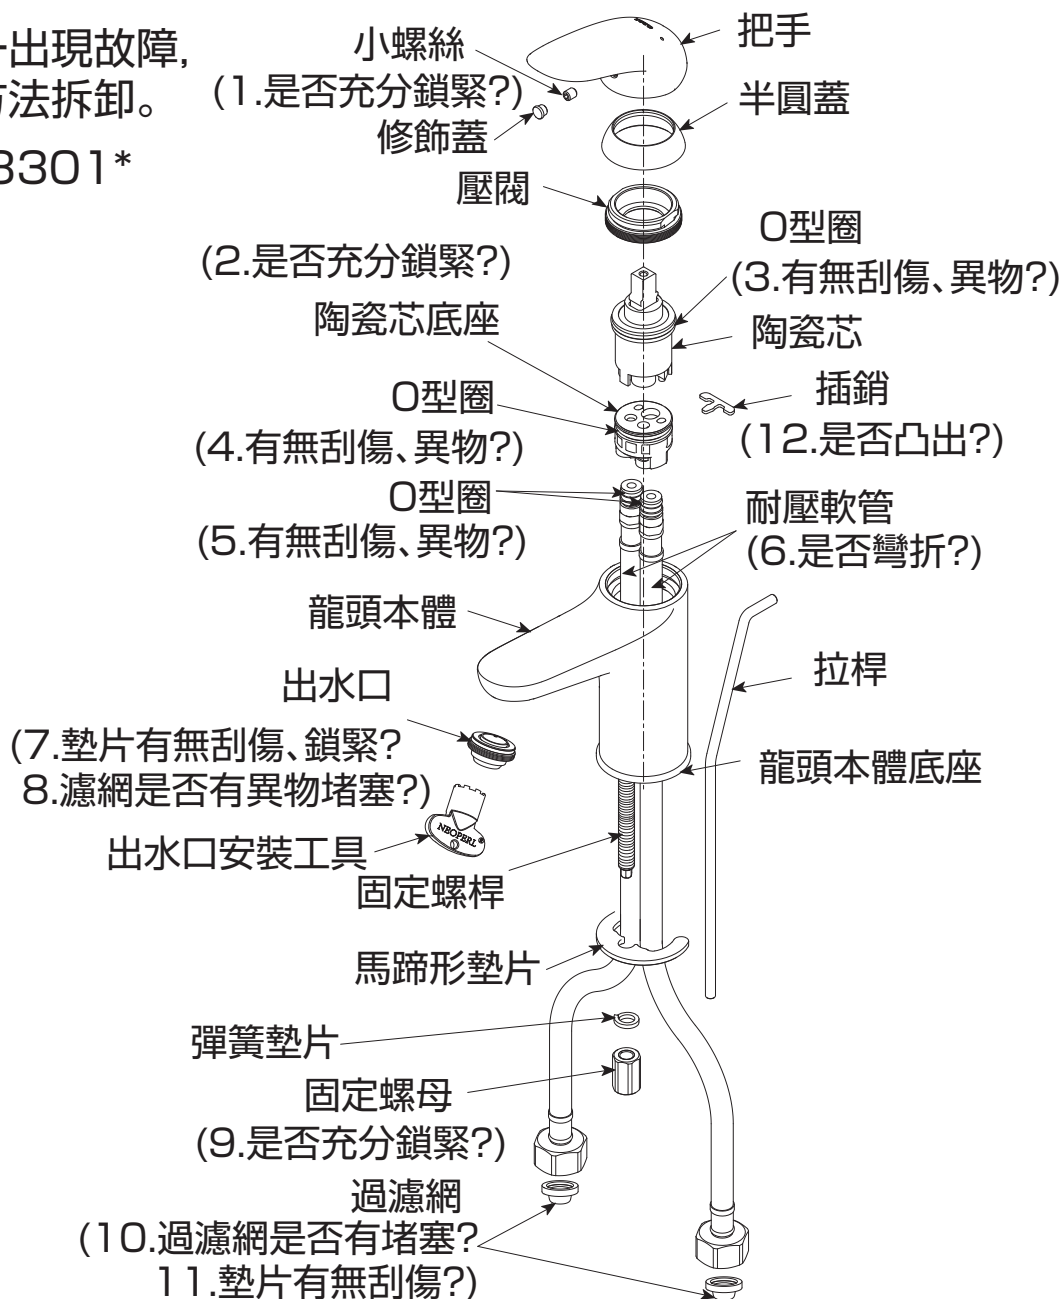 出現故障,
方法拆卸。
3301*
小螺絲
(1.是否充分鎖緊?)
修飾蓋
把手
半圓蓋
壓閥
(2.是否充分鎖緊?)
O型圈
(3.有無刮傷、異物?)
陶瓷芯底座
陶瓷芯
O型圈
(4.有無刮傷、異物?)
插銷
(12.是否凸出?)
O型圈
(5.有無刮傷、異物?)
耐壓軟管
(6.是否彎折?)
龍頭本體
出水口
(7.墊片有無刮傷、鎖緊?
8.濾網是否有異物堵塞?)
拉桿
龍頭本體底座
NEOPERL®
出水口安裝工具
固定螺桿
馬蹄形墊片
彈簧墊片
固定螺母
(9.是否充分鎖緊?)
過濾網
(10.過濾網是否有堵塞?
11.墊片有無刮傷?)